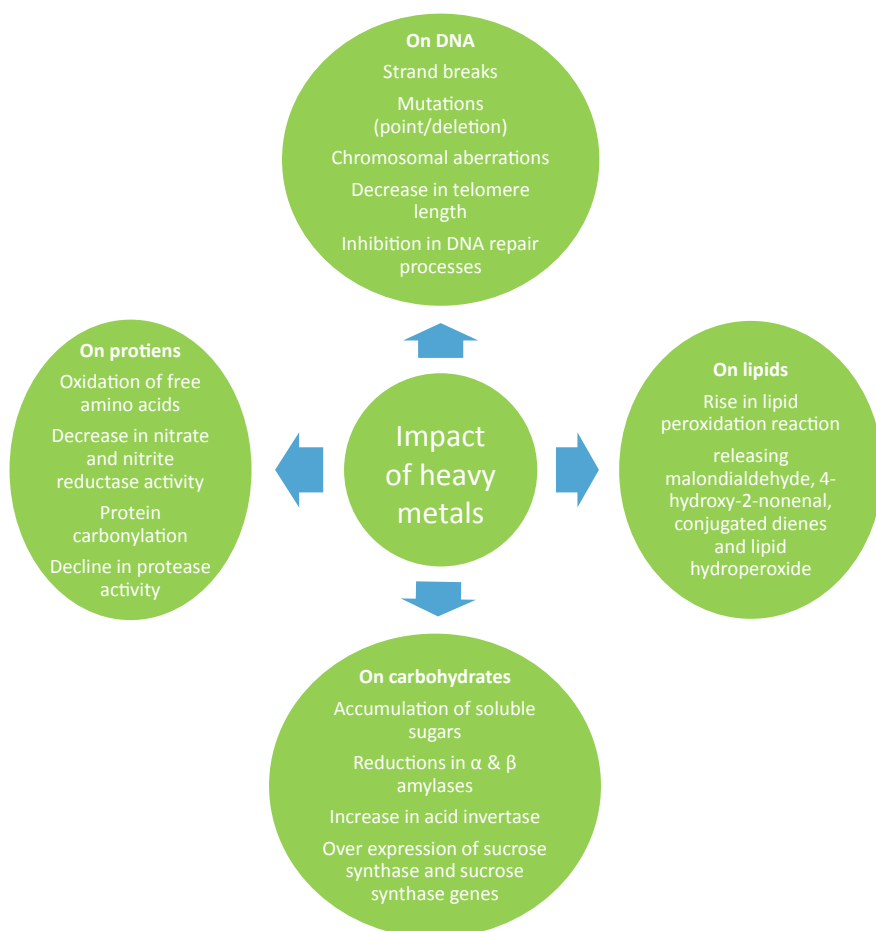 On DNA
Strand breaks
Mutations
(point/deletion)
Chromosomal aberrations
Decrease in telomere
length
Inhibition in DNA repair
processes
On protiens
Oxidation of free
amino acids
Decrease in nitrate
and nitrite
reductase activity
Protein
carbonylation
Decline in protease
activity
Impact
of heavy
metals
On lipids
Rise in lipid
peroxidation reaction
releasing
malondialdehyde, 4-
hydroxy-2-nonenal,
conjugated dienes
and lipid
hydroperoxide
On carbohydrates
Accumulation of soluble
sugars
Reductions in α & β
amylases
Increase in acid invertase
Over expression of sucrose
synthase and sucrose
synthase genes